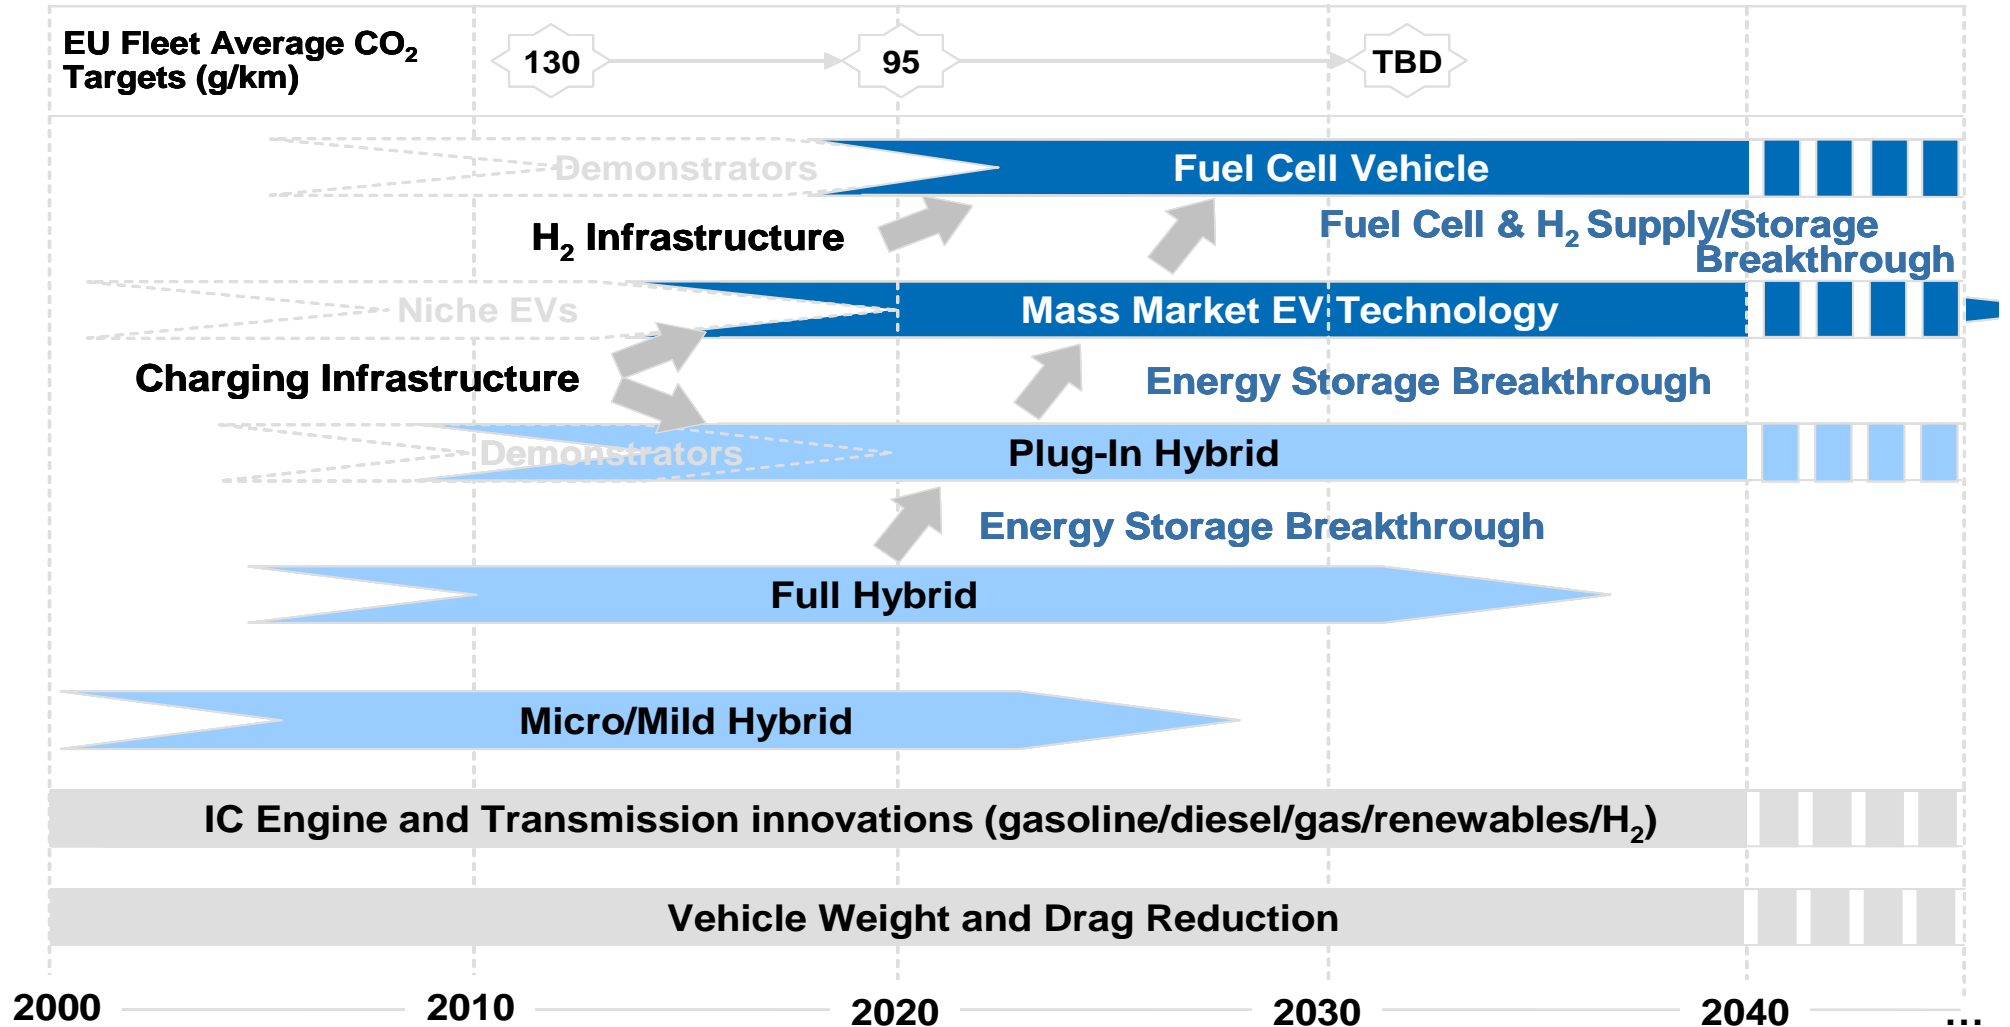 EU Fleet Average CO₂
Targets (g/km)
130
95
TBD
Demonstrators
Fuel Cell Vehicle
H₂ Infrastructure
Fuel Cell & H₂ Supply/Storage
Breakthrough
Niche EVs
Mass Market EV Technology
Charging Infrastructure
Energy Storage Breakthrough
Demonstrators
Plug-In Hybrid
Energy Storage Breakthrough
Full Hybrid
Micro/Mild Hybrid
IC Engine and Transmission innovations (gasoline/diesel/gas/renewables/H₂)
Vehicle Weight and Drag Reduction
2000
2010
2020
2030
2040
...